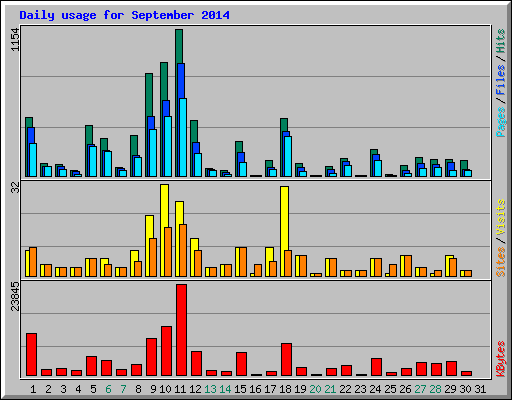 Daily usage for September 2014
1154
Pages / Files / Hits
32
Sites / Visits
23845
KBytes
1 2 3 4 5 6 7 8 9 10 11 12 13 14 15 16 17 18 19 20 21 22 23 24 25 26 27 28 29 30 31